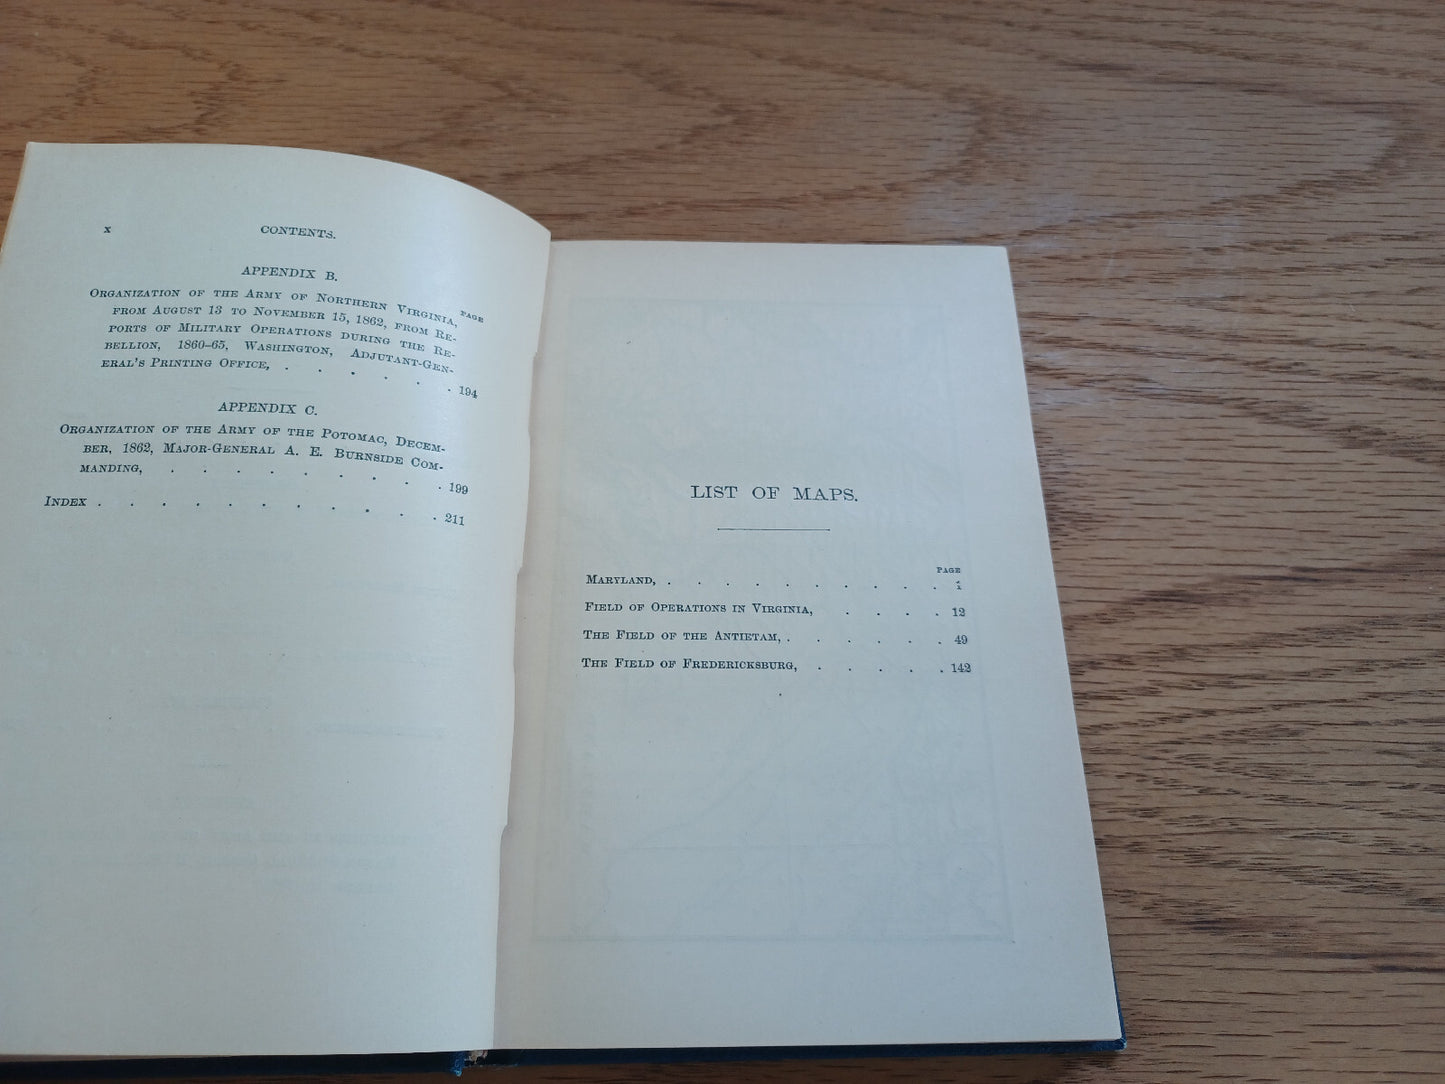 x CONTENTS.
APPENDIX B.
PAGE
Organization of the Army of Northern Virginia,
from August 13 to November 15, 1862, from Re-
ports of Military Operations during the Re-
bellion, 1860–65, Washington, Adjutant-Gen-
eral's Printing Office, . . . . . . 194
APPENDIX C.
Organization of the Army of the Potomac, Decem-
ber, 1862, Major-General A. E. Burnside Com-
manding, . . . . . . . . . 199
Index . . . . . . . . . . . 211
LIST OF MAPS.
PAGE
Maryland, . . . . . . . . . . i
Field of Operations in Virginia, . . . . 12
The Field of the Antietam, . . . . . . 49
The Field of Fredericksburg, . . . . . 142